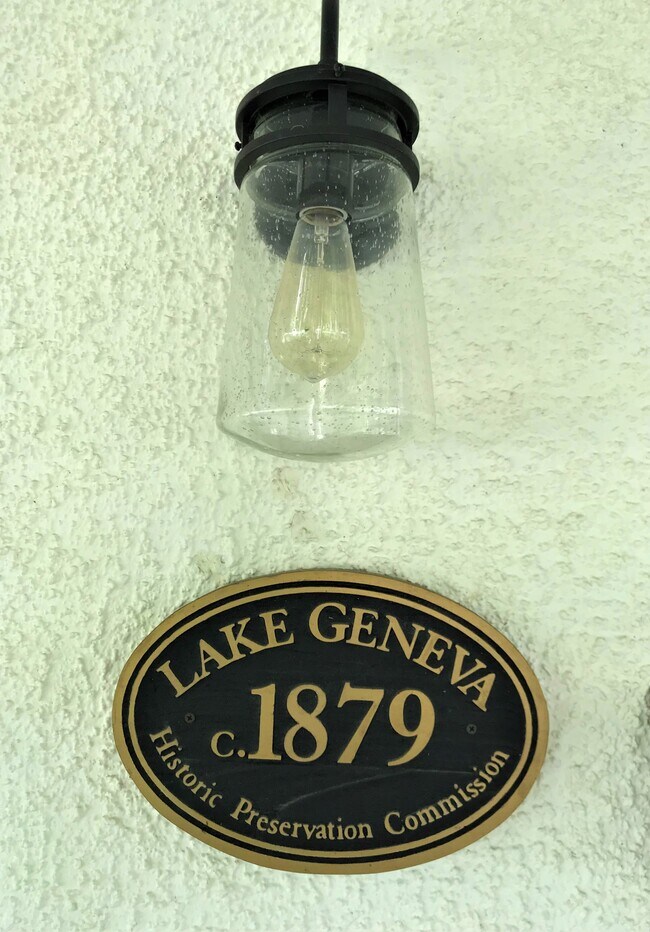 LAKE GENEVA
c.1879
Historic Preservation Commission